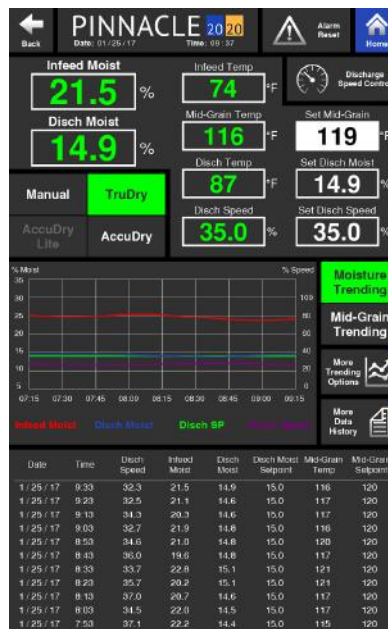 PINNACLE 20 20
Back
Date: 01/25/17
Time: 09:37
Alarm Reset
Home
Infeed Moist
21.5 %
Disch Moist
14.9 %
Infeed Temp
74 °F
Mid-Grain Temp
116 °F
Disch Temp
87 °F
Disch Speed
35.0 %
Discharge
Speed Contro
Set Mid-Grain
119 °F
Set Disch Moist
14.9 %
Set Disch Speed
35.0 %
Manual
TruDry
AccuDry
Lite
AccuDry
% Moist
% Speed
35
30
25
20
15
10
5
100
80
60
40
20
0
07:15 07:30 07:45 08:00 08:15 08:30 08:45 09:00 09:15
Infeed Moist Disch Moist Disch SP
Moisture
Trending
Mid-Grain
Trending
More
Trending
Options
More
Data
History
Date Time Disch Speed Infeed Moist Disch Moist Disch Moist Setpoint Mid-Grain Temp Mid-Grain Setpoint
1/25/17 9:33 32.3 21.5 14.9 15.0 116 120
1/25/17 9:23 32.5 21.1 14.6 15.0 117 120
1/25/17 9:13 34.3 20.3 14.6 15.0 117 120
1/25/17 9:03 32.7 21.9 14.8 15.0 116 120
1/25/17 8:53 34.6 21.0 14.8 15.0 120 120
1/25/17 8:43 36.0 19.6 14.8 15.0 117 120
1/25/17 8:33 33.7 22.8 15.1 15.0 121 120
1/25/17 8:23 35.7 20.2 15.1 15.0 121 120
1/25/17 8:13 37.0 20.7 14.6 15.0 116 120
1/25/17 8:03 34.5 22.0 14.5 15.0 117 120
1/25/17 7:53 37.1 22.2 14.4 15.0 115 120